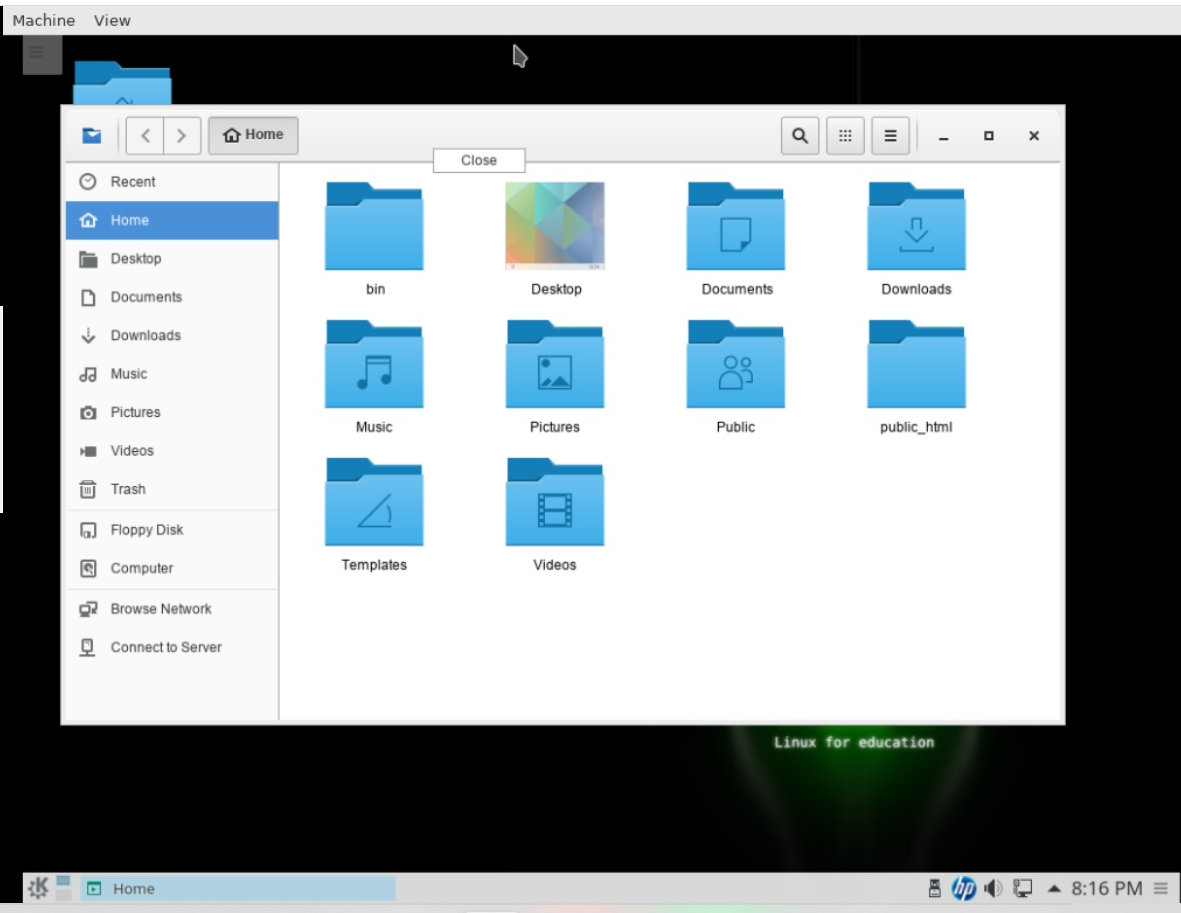 Machine View
Home
Close
Recent
Home
Desktop
Documents
Downloads
Music
Pictures
Videos
Trash
Floppy Disk
Computer
Browse Network
Connect to Server
bin Desktop Documents Downloads
Music Pictures Public public_html
Templates Videos
Linux for education
Home hp 8:16 PM